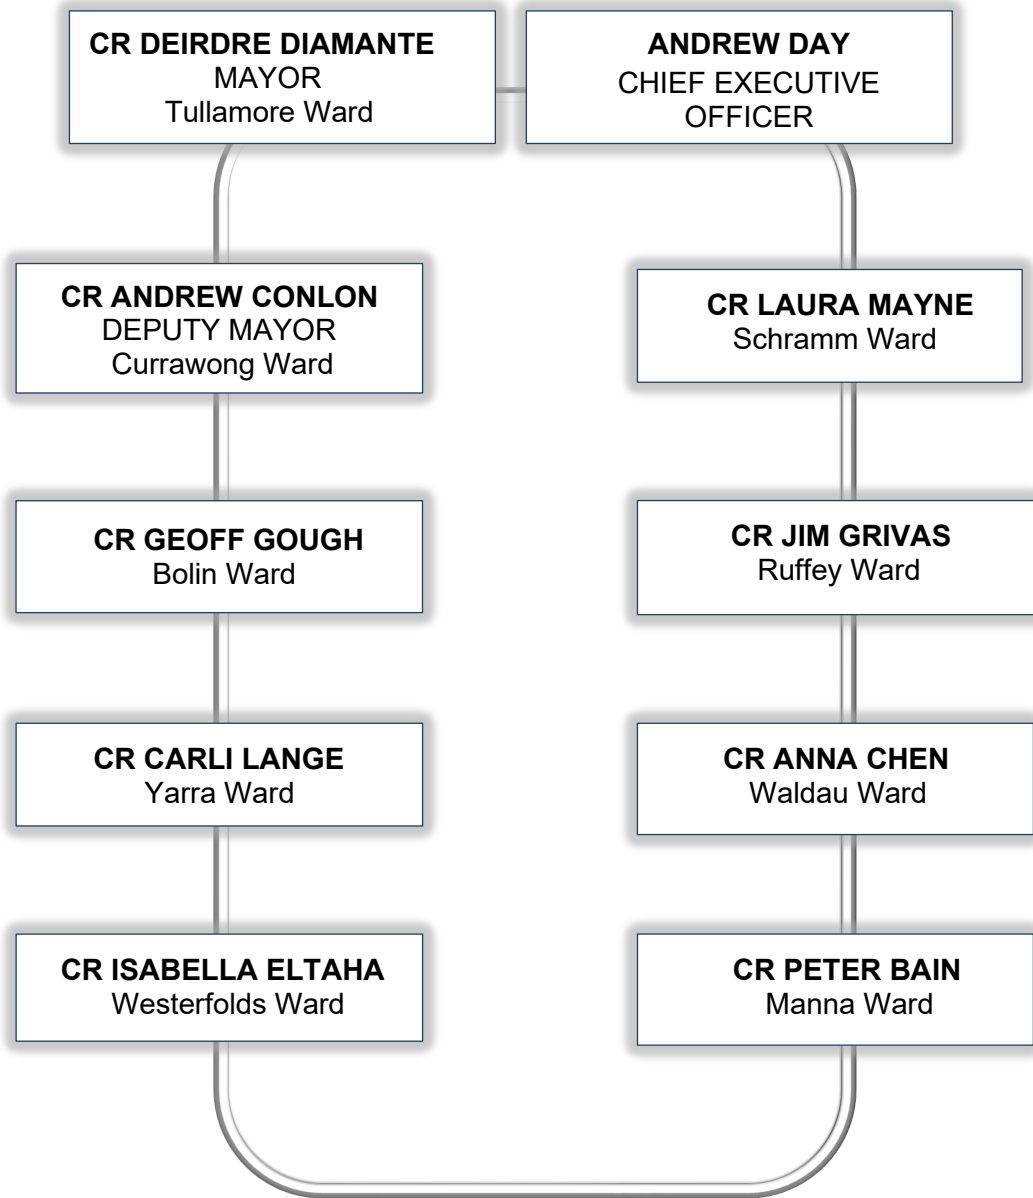 CR DEIRDRE DIAMANTE
MAYOR
Tullamore Ward
ANDREW DAY
CHIEF EXECUTIVE
OFFICER
CR ANDREW CONLON
DEPUTY MAYOR
Currawong Ward
CR LAURA MAYNE
Schramm Ward
CR GEOFF GOUGH
Bolin Ward
CR JIM GRIVAS
Ruffey Ward
CR CARLI LANGE
Yarra Ward
CR ANNA CHEN
Waldau Ward
CR ISABELLA ELTAHA
Westerfolds Ward
CR PETER BAIN
Manna Ward